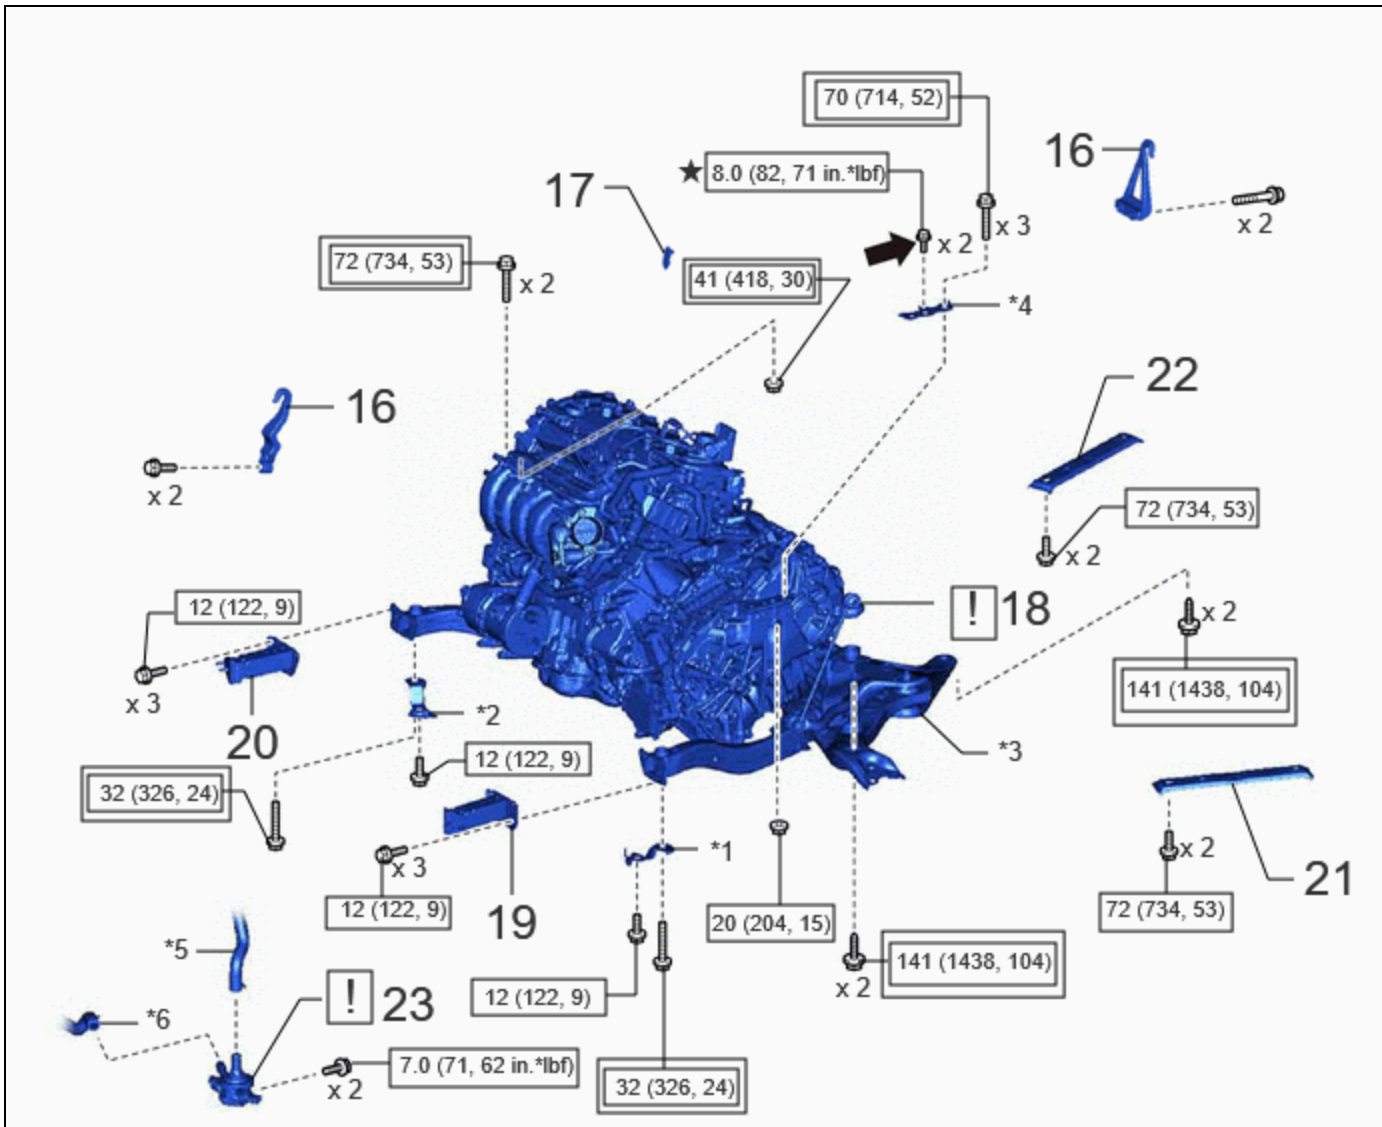 70 (714, 52)
16
★ 8.0 (82, 71 in.*lbf)
17
x 3
x 2
x 2
72 (734, 53)
41 (418, 30)
x 2
*4
22
16
x 2
72 (734, 53)
x 2
12 (122, 9)
! 18
x 2
141 (1438, 104)
x 3
*2
20
*3
12 (122, 9)
32 (326, 24)
*1
x 2
x 3
21
12 (122, 9)
19
72 (734, 53)
20 (204, 15)
*5
141 (1438, 104)
x 2
12 (122, 9)
! 23
*6
7.0 (71, 62 in.*lbf)
x 2
32 (326, 24)